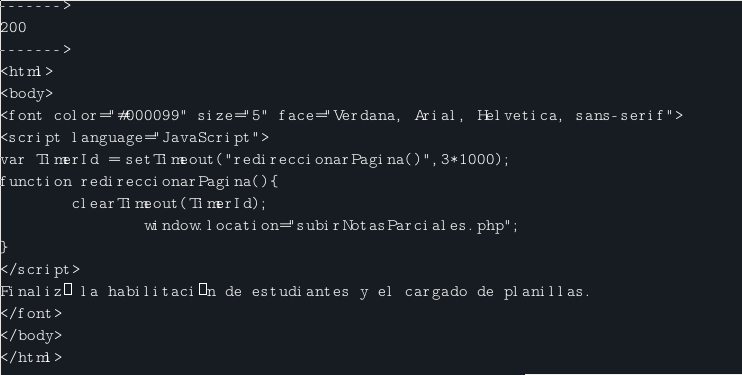 ------->
200
------->
<html>
<body>
<font color="#000099" size="5" face="Verdana, Arial, Helvetica, sans-serif">
<script language="JavaScript">
var TimerId = setTimeout("redireccionarPagina()",3*1000);
function redireccionarPagina(){
        clearTimeout(TimerId);
                window.location="subirNotasParciales.php";
}
</script>
Finaliz▯ la habilitaci▯n de estudiantes y el cargado de planillas.
</font>
</body>
</html>